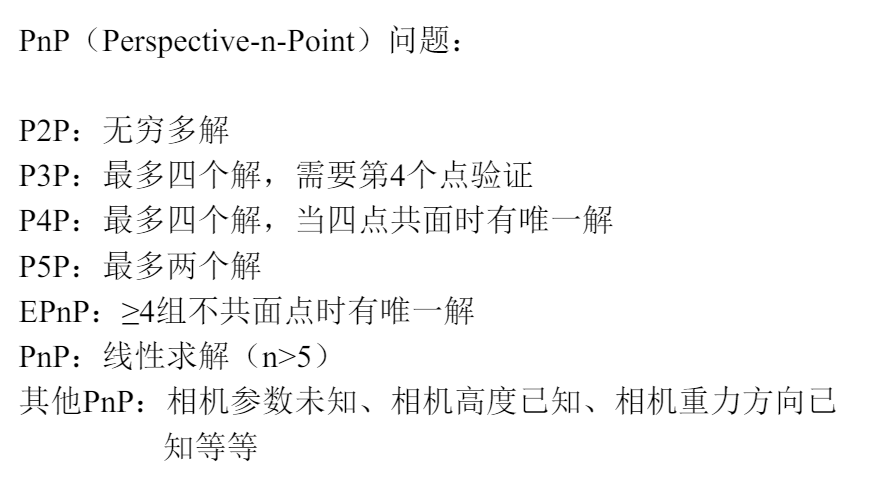 PnP（Perspective-n-Point）问题：
P2P：无穷多解
P3P：最多四个解，需要第4个点验证
P4P：最多四个解，当四点共面时有唯一解
P5P：最多两个解
EPnP：≥4组不共面点时有唯一解
PnP：线性求解（n>5）
其他PnP：相机参数未知、相机高度已知、相机重力方向已
知等等